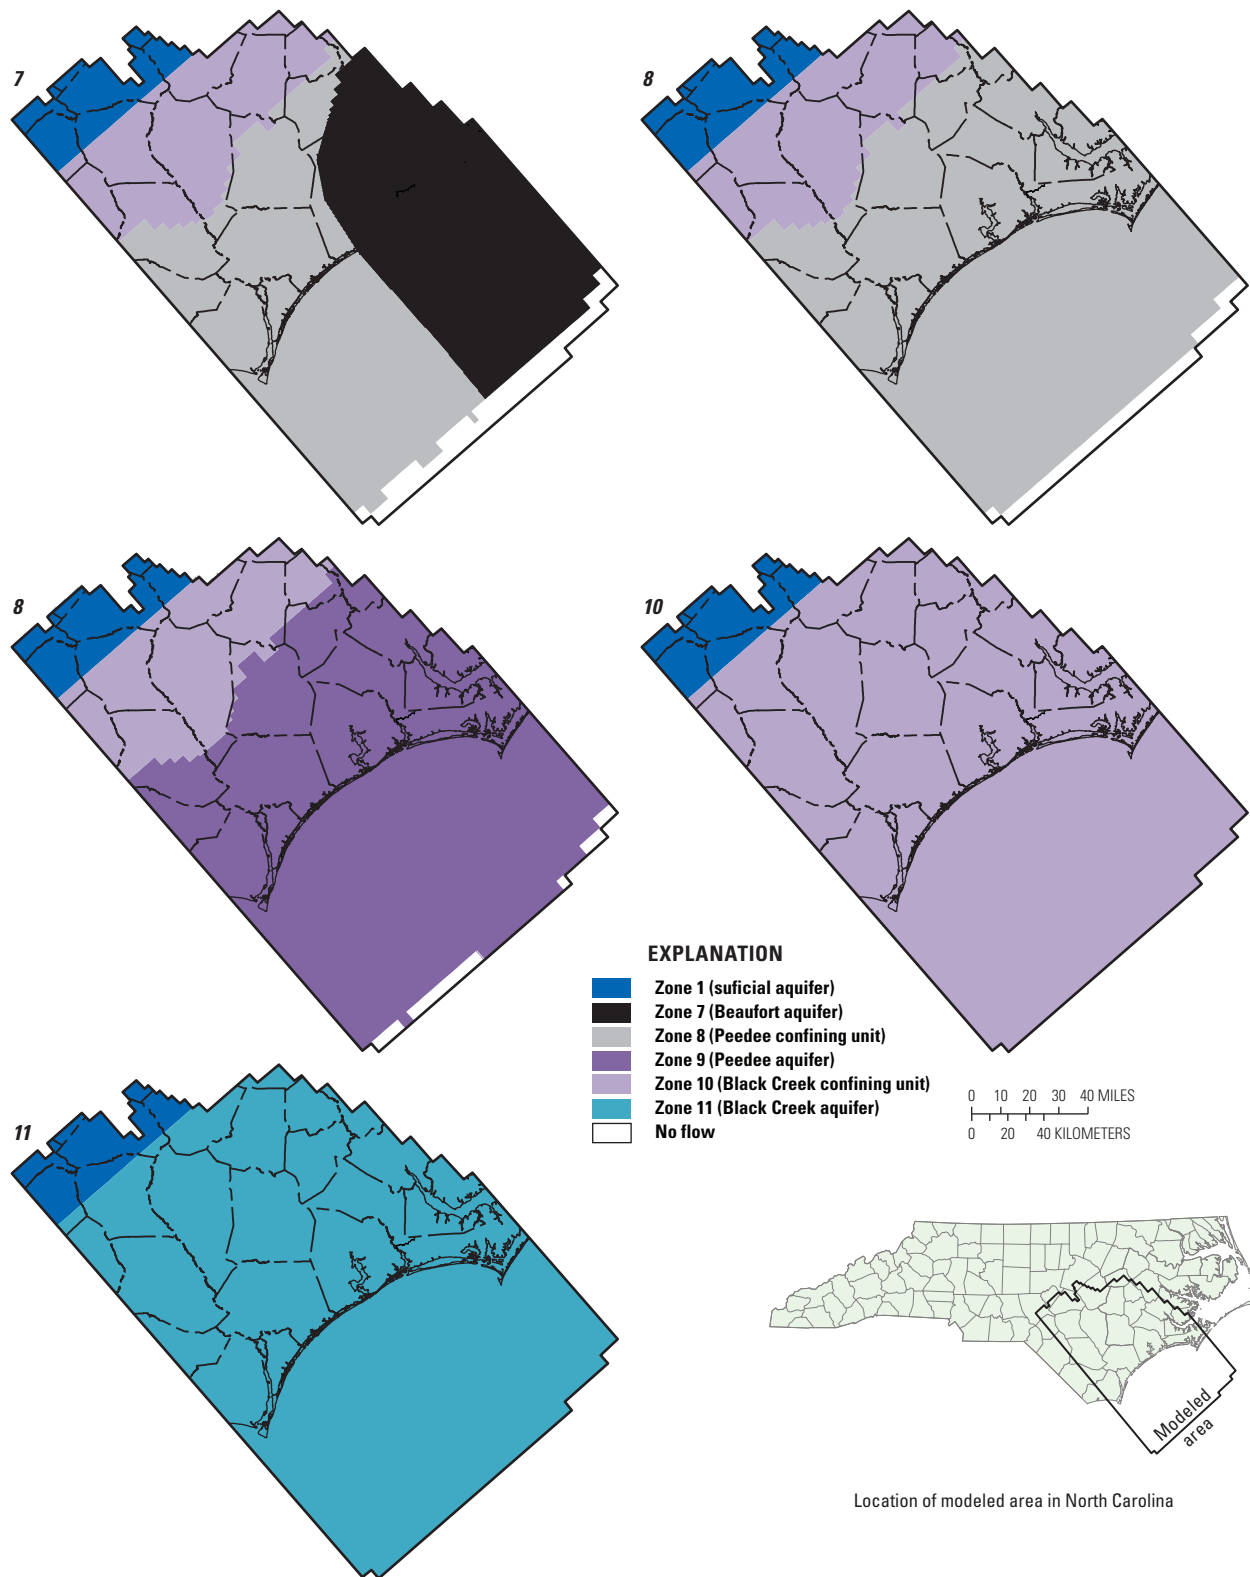 7
8
8
10
EXPLANATION
Zone 1 (suficial aquifer)
Zone 7 (Beaufort aquifer)
Zone 8 (Peedee confining unit)
Zone 9 (Peedee aquifer)
Zone 10 (Black Creek confining unit)
Zone 11 (Black Creek aquifer)
No flow
0 10 20 30 40 MILES
0 20 40 KILOMETERS
11
Modeled
area
Location of modeled area in North Carolina